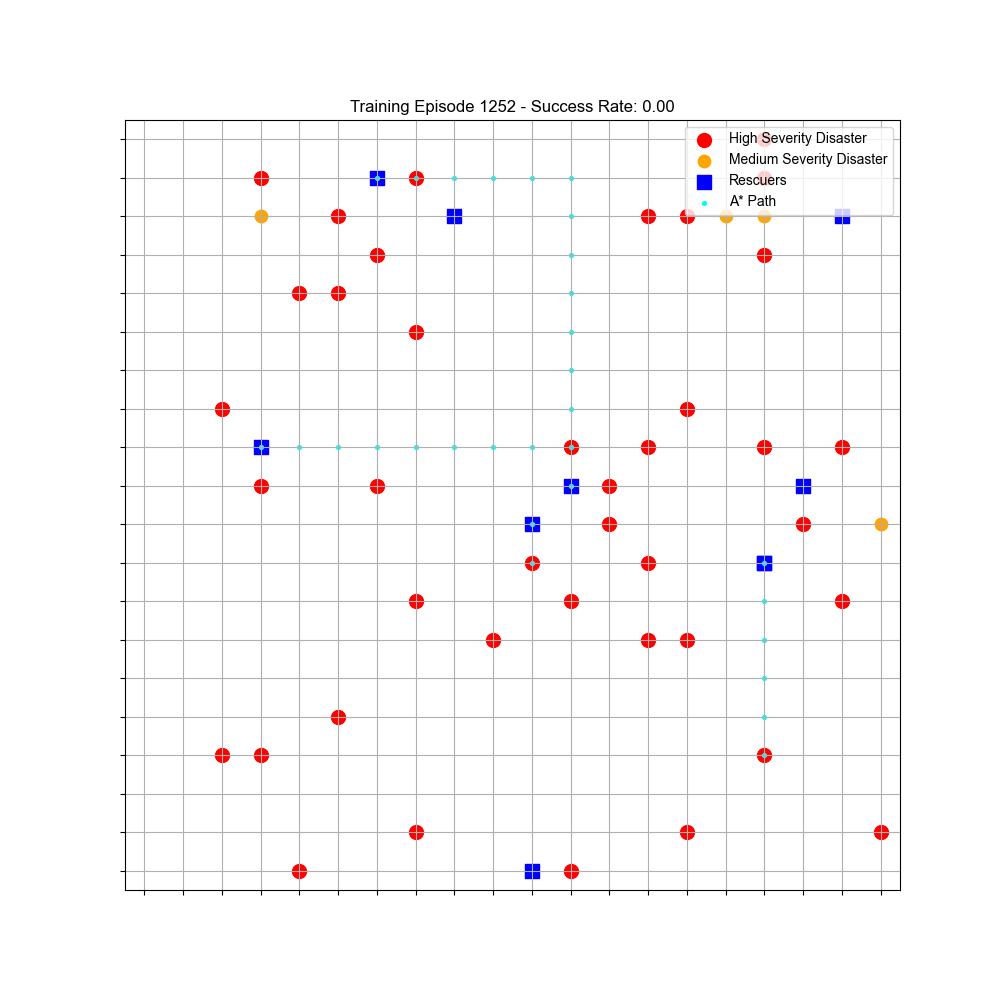 Training Episode 1252 - Success Rate: 0.00
High Severity Disaster
Medium Severity Disaster
Rescuers
A* Path